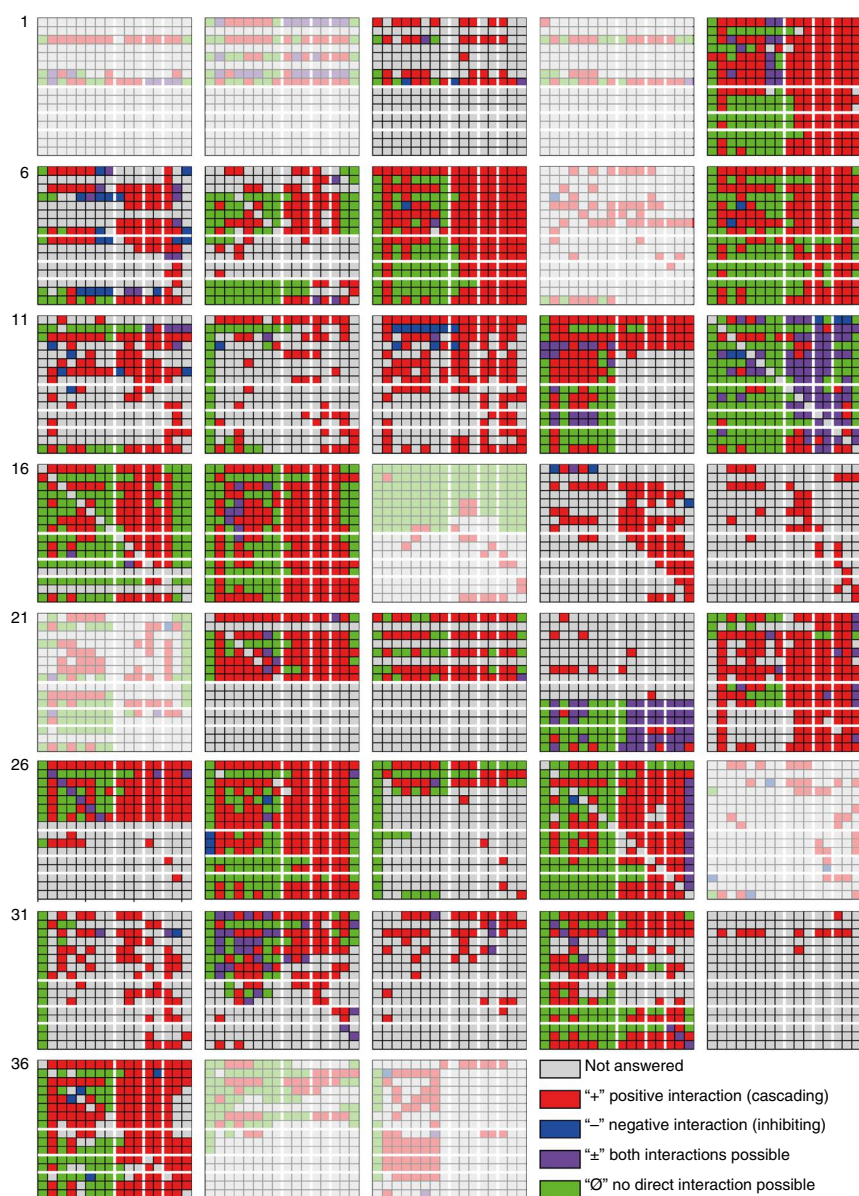 1
6
11
16
21
26
31
36
Not answered
“+” positive interaction (cascading)
“–” negative interaction (inhibiting)
“±” both interactions possible
“Ø” no direct interaction possible